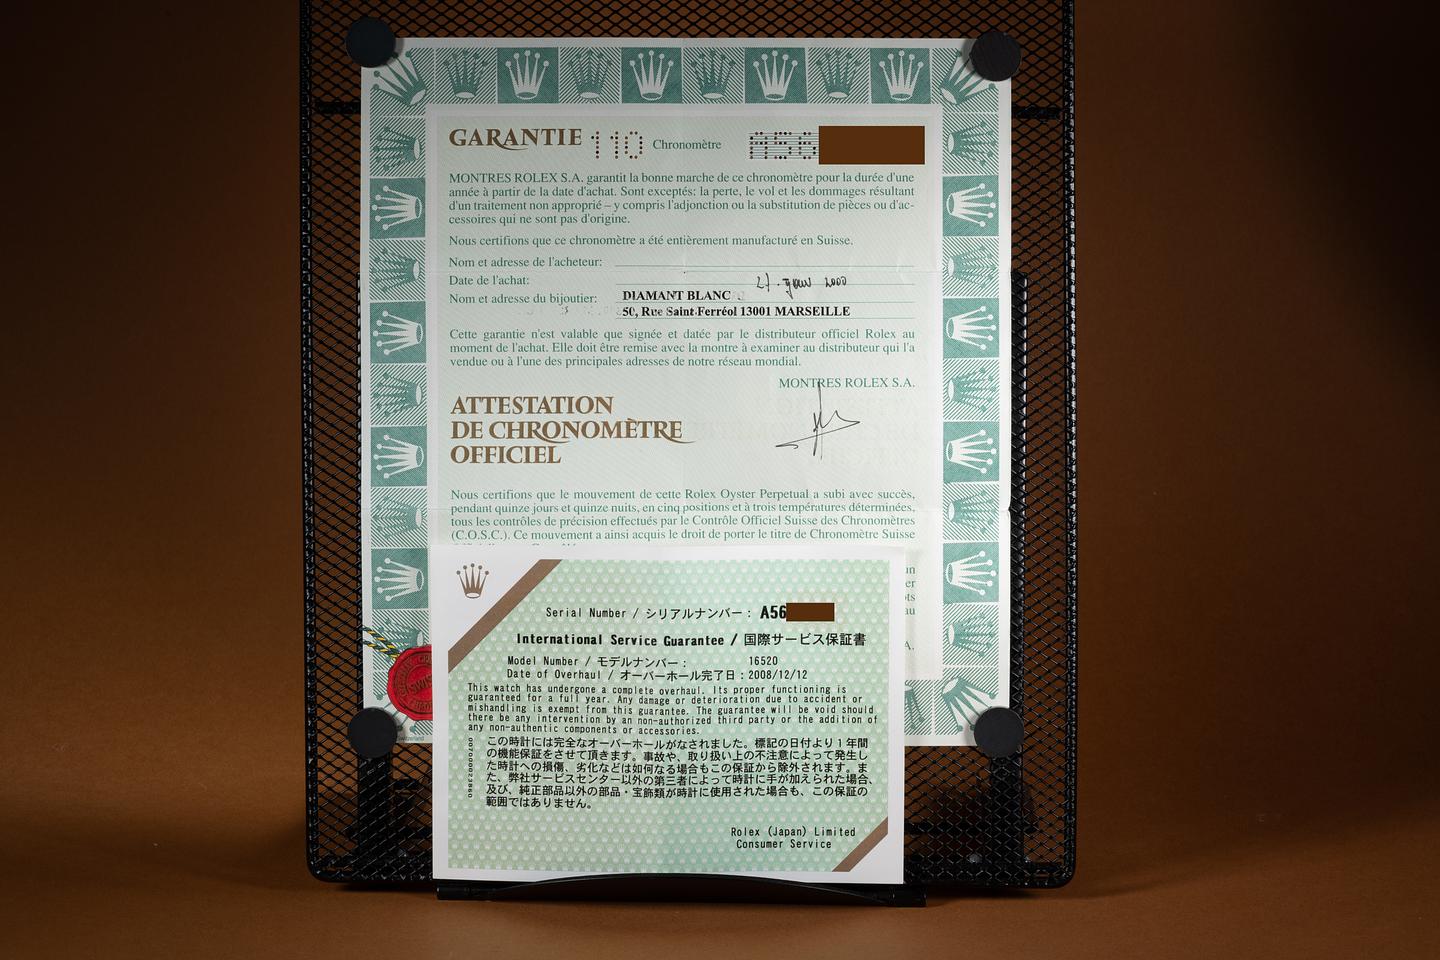 GARANTIE 110 Chronomètre A56
MONTRES ROLEX S.A. garantit la bonne marche de ce chronomètre pour la durée d'une
année à partir de la date d'achat. Sont exceptés: la perte, le vol et les dommages résultant
d'un traitement non approprié – y compris l'adjonction ou la substitution de pièces ou d'ac-
cessoires qui ne sont pas d'origine.
Nous certifions que ce chronomètre a été entièrement manufacturé en Suisse.
Nom et adresse de l'acheteur:
Date de l'achat: 2000
Nom et adresse du bijoutier: DIAMANT BLANC
50, Rue Saint-Ferréol 13001 MARSEILLE
Cette garantie n'est valable que signée et datée par le distributeur officiel Rolex au
moment de l'achat. Elle doit être remise avec la montre à examiner au distributeur qui l'a
vendue ou à l'une des principales adresses de notre réseau mondial.
MONTRES ROLEX S.A.
ATTESTATION
DE CHRONOMÈTRE
OFFICIEL
Nous certifions que le mouvement de cette Rolex Oyster Perpetual a subi avec succès,
pendant quinze jours et quinze nuits, en cinq positions et à trois températures déterminées,
tous les contrôles de précision effectués par le Contrôle Officiel Suisse des Chronomètres
(C.O.S.C.). Ce mouvement a ainsi acquis le droit de porter le titre de Chronomètre Suisse
Serial Number / シリアルナンバー : A56
International Service Guarantee / 国際サービス保証書
Model Number / モデルナンバー : 16520
Date of Overhaul / オーバーホール完了日 : 2008/12/12
This watch has undergone a complete overhaul. Its proper functioning is
guaranteed for a full year. Any damage or deterioration due to accident or
mishandling is exempt from this guarantee. The guarantee will be void should
there be any intervention by an non-authorized third party or the addition of
any non-authentic components or accessories.
この時計には完全なオーバーホールがなされました。標記の日付より1年間
の機能保証をさせて頂きます。事故や、取り扱い上の不注意によって発生し
た時計への損傷、劣化などは如何なる場合もこの保証から除外されます。ま
た、弊社サービスセンター以外の第三者によって時計に手が加えられた場合、
及び、純正部品以外の部品・宝飾類が時計に使用された場合も、この保証の
範囲ではありません。
Rolex (Japan) Limited
Consumer Service